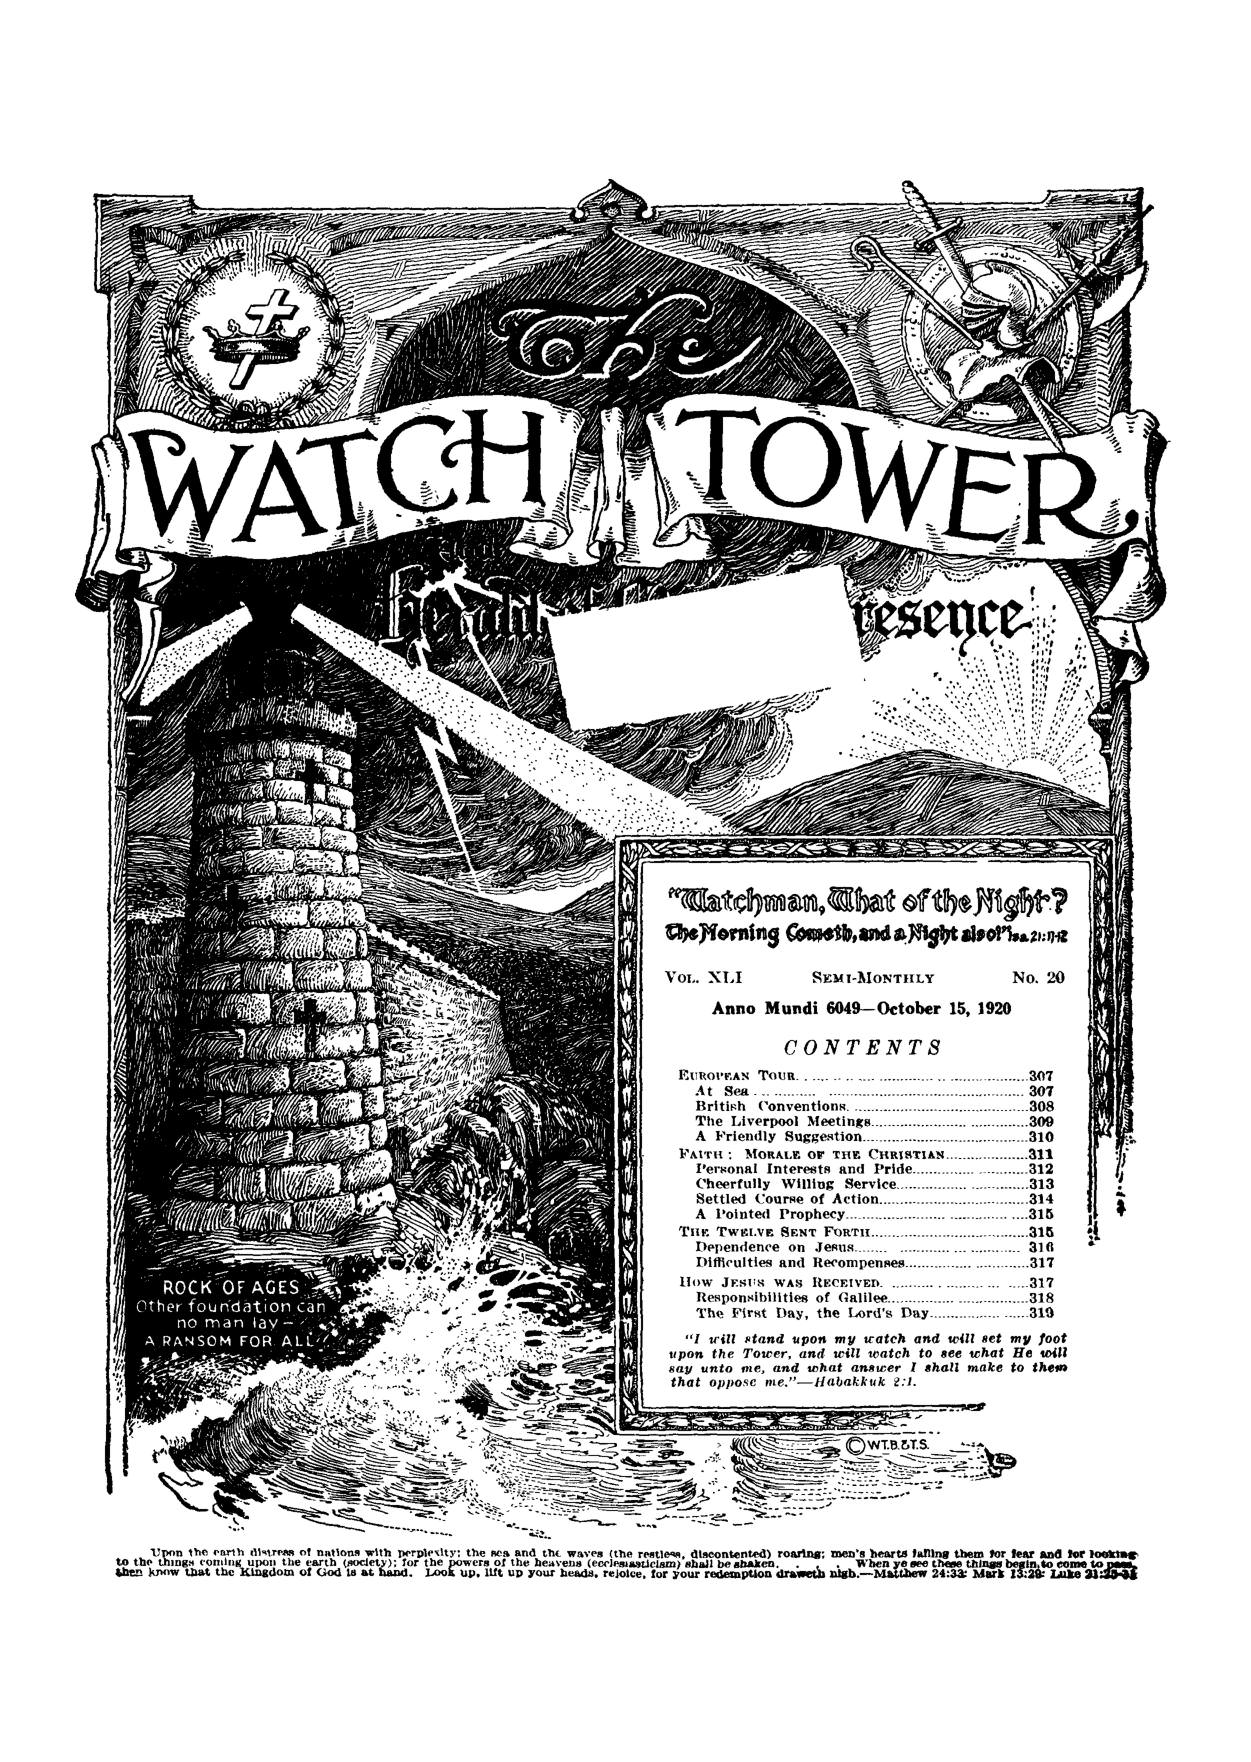 The
WATCH TOWER
And
Herald of resence
"Watchman, What of the Night?
The Morning Cometh, and a Night also!" Isa. 21:11-12
VOL. XLI SEMI-MONTHLY No. 20
Anno Mundi 6049—October 15, 1920
CONTENTS
EUROPEAN TOUR 307
At Sea 307
British Conventions 308
The Liverpool Meetings 309
A Friendly Suggestion 310
FAITH: MORALE OF THE CHRISTIAN 311
Personal Interests and Pride 312
Cheerfully Willing Service 313
Settled Course of Action 314
A Pointed Prophecy 315
THE TWELVE SENT FORTH 315
Dependence on Jesus 316
Difficulties and Recompenses 317
HOW JESUS WAS RECEIVED 317
Responsibilities of Galilee 318
The First Day, the Lord's Day 319
"I will stand upon my watch and will set my foot
upon the Tower, and will watch to see what He will
say unto me, and what answer I shall make to them
that oppose me."—Habakkuk 2:1.
ROCK OF AGES
Other foundation can
no man lay—
A RANSOM FOR ALL
©W.T.B.&T.S.
Upon the earth distress of nations with perplexity; the sea and the waves (the restless, discontented) roaring; men's hearts failing them for fear and for looking
to the things coming upon the earth (society); for the powers of the heavens (ecclesiasticism) shall be shaken. . . . When ye see these things begin to come to pass,
then know that the Kingdom of God is at hand. Look up, lift up your heads, rejoice, for your redemption draweth nigh.—Matthew 24:33; Mark 13:29; Luke 21:25-31